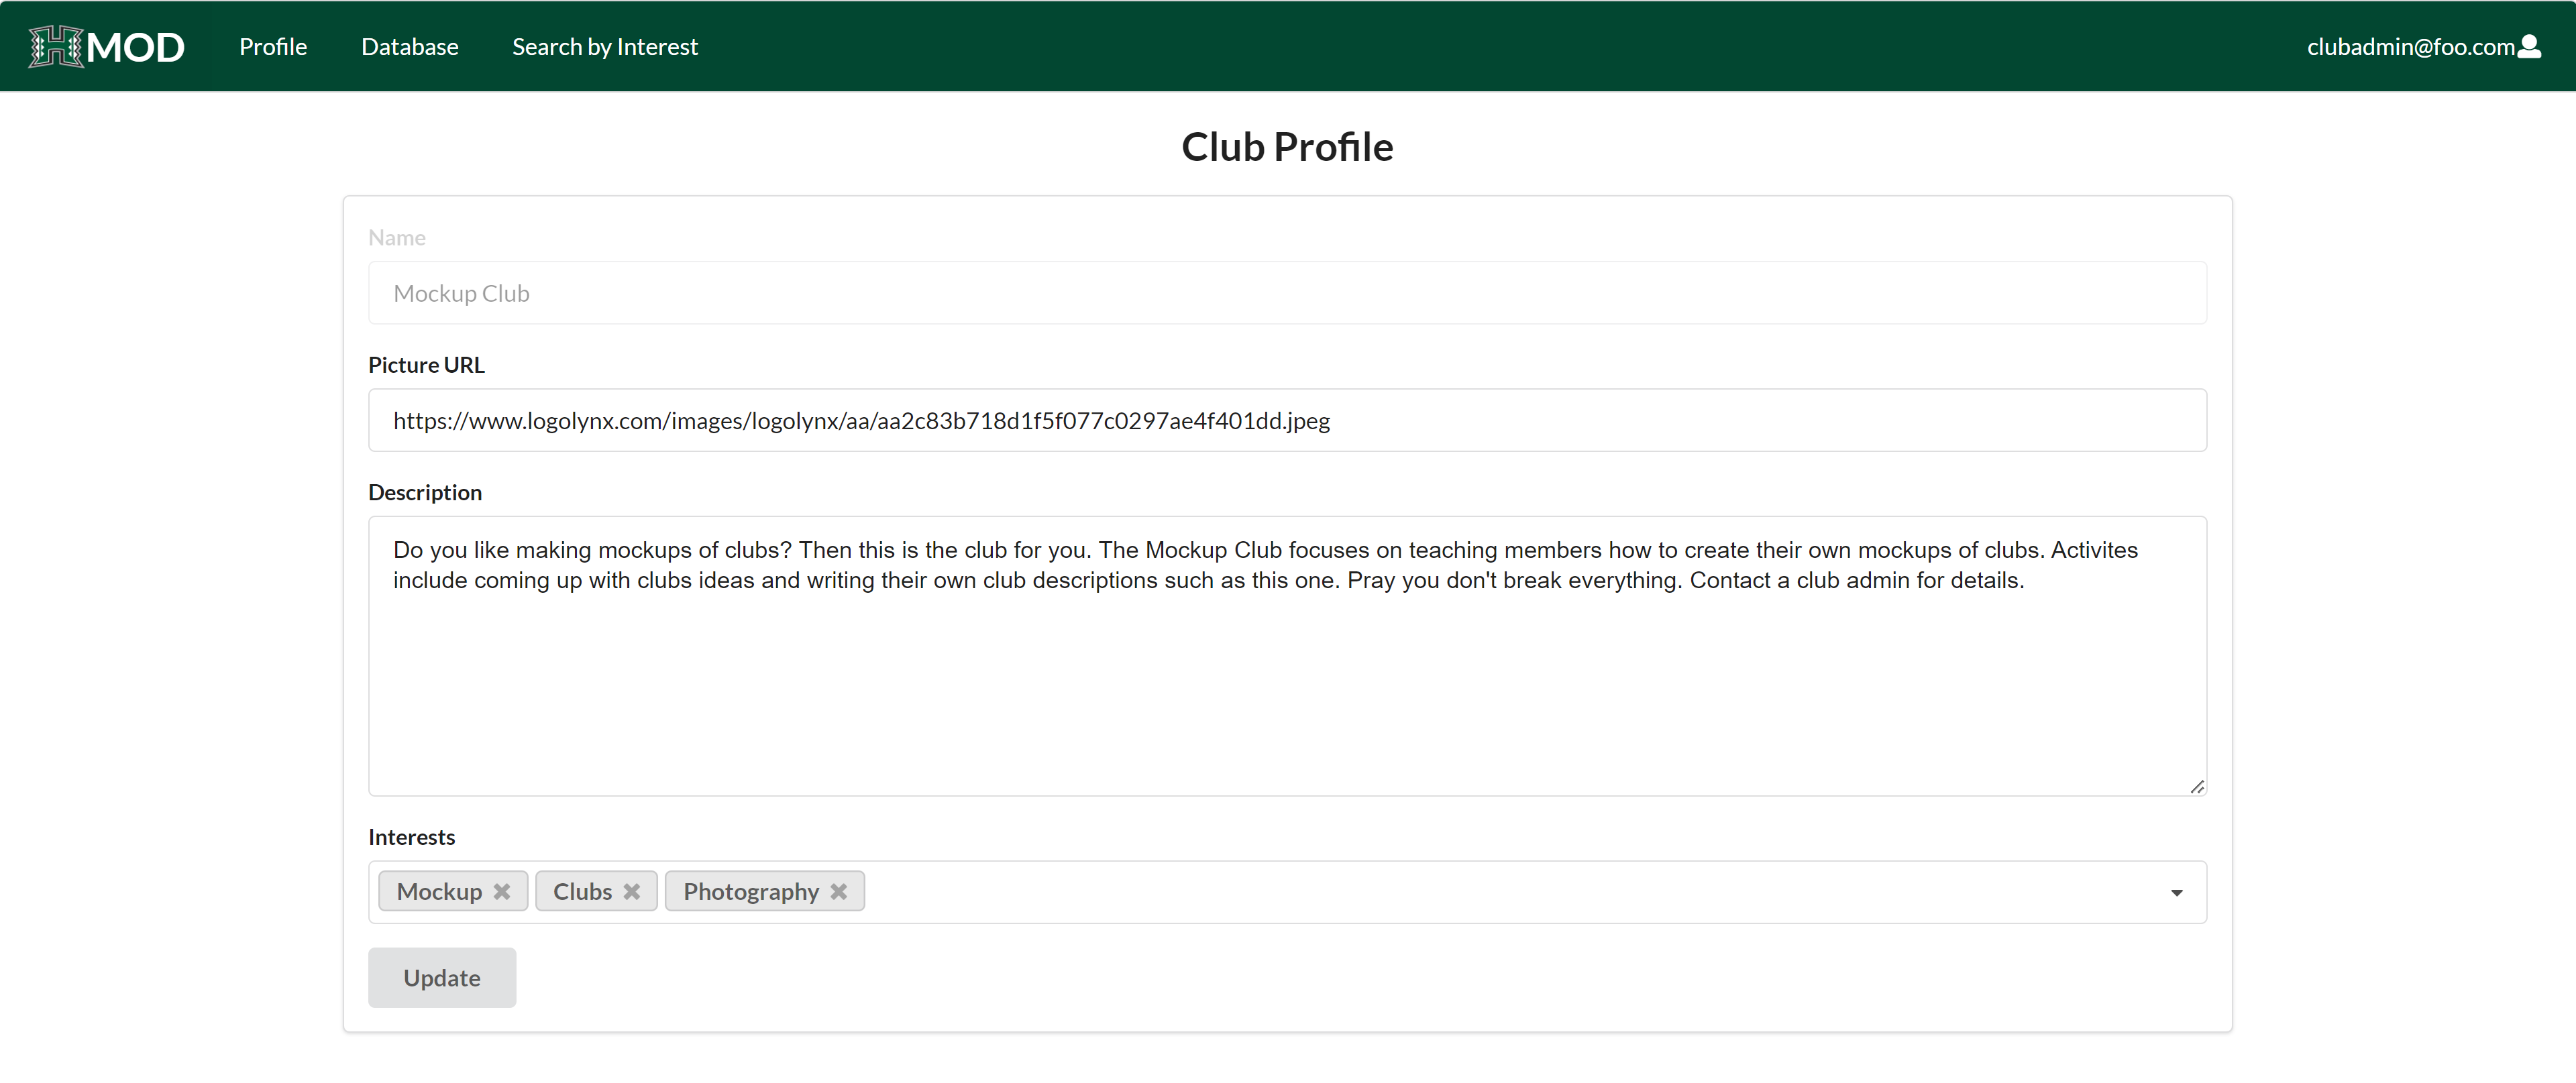 HMOD Profile Database Search by Interest clubadmin@foo.com
Club Profile
Name
Mockup Club
Picture URL
https://www.logolynx.com/images/logolynx/aa/aa2c83b718d1f5f077c0297ae4f401dd.jpeg
Description
Do you like making mockups of clubs? Then this is the club for you. The Mockup Club focuses on teaching members how to create their own mockups of clubs. Activites
include coming up with clubs ideas and writing their own club descriptions such as this one. Pray you don't break everything. Contact a club admin for details.
Interests
Mockup Clubs Photography
Update